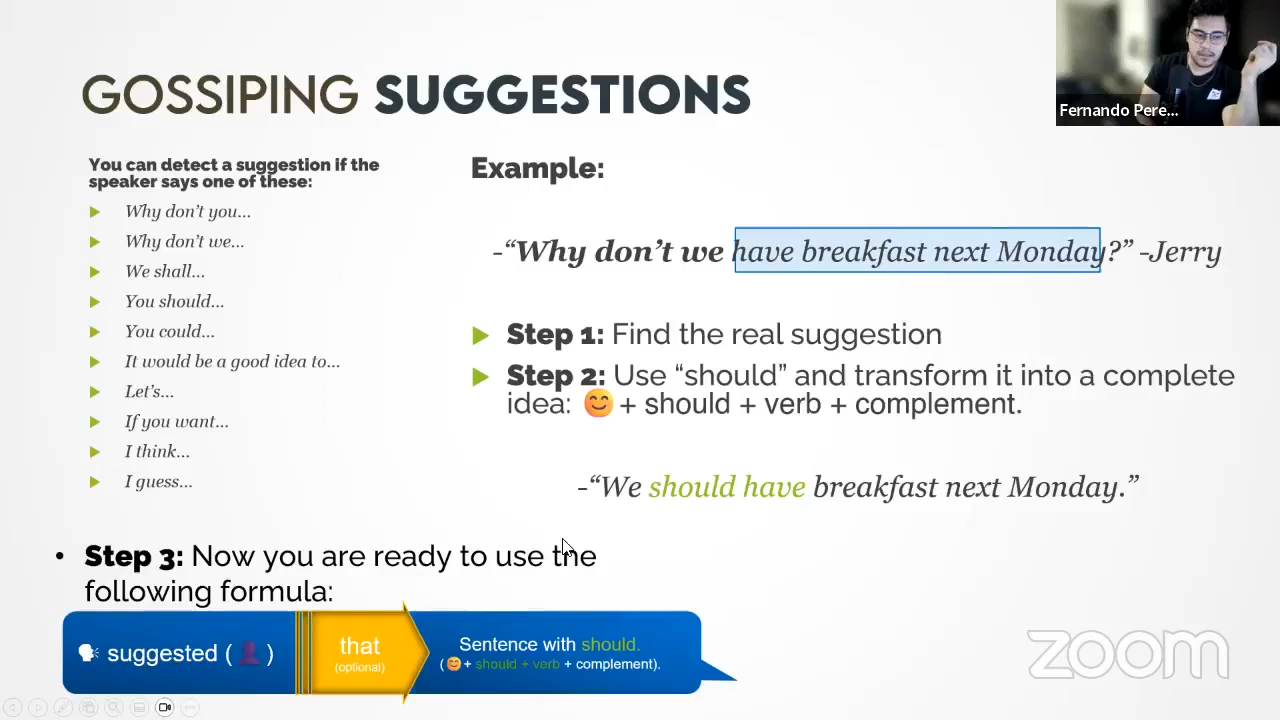 GOSSIPING SUGGESTIONS
Fernando Pere...
You can detect a suggestion if the
speaker says one of these:
Why don't you...
Why don't we...
We shall...
You should...
You could...
It would be a good idea to...
Let's...
If you want...
I think...
I guess...
Example:
-“Why don't we have breakfast next Monday?” -Jerry
Step 1: Find the real suggestion
Step 2: Use “should” and transform it into a complete
idea: 😊 + should + verb + complement.
-“We should have breakfast next Monday.”
• Step 3: Now you are ready to use the
following formula:
🗣 suggested (👤)
that
(optional)
Sentence with should.
(😊+ should + verb + complement).
zoom